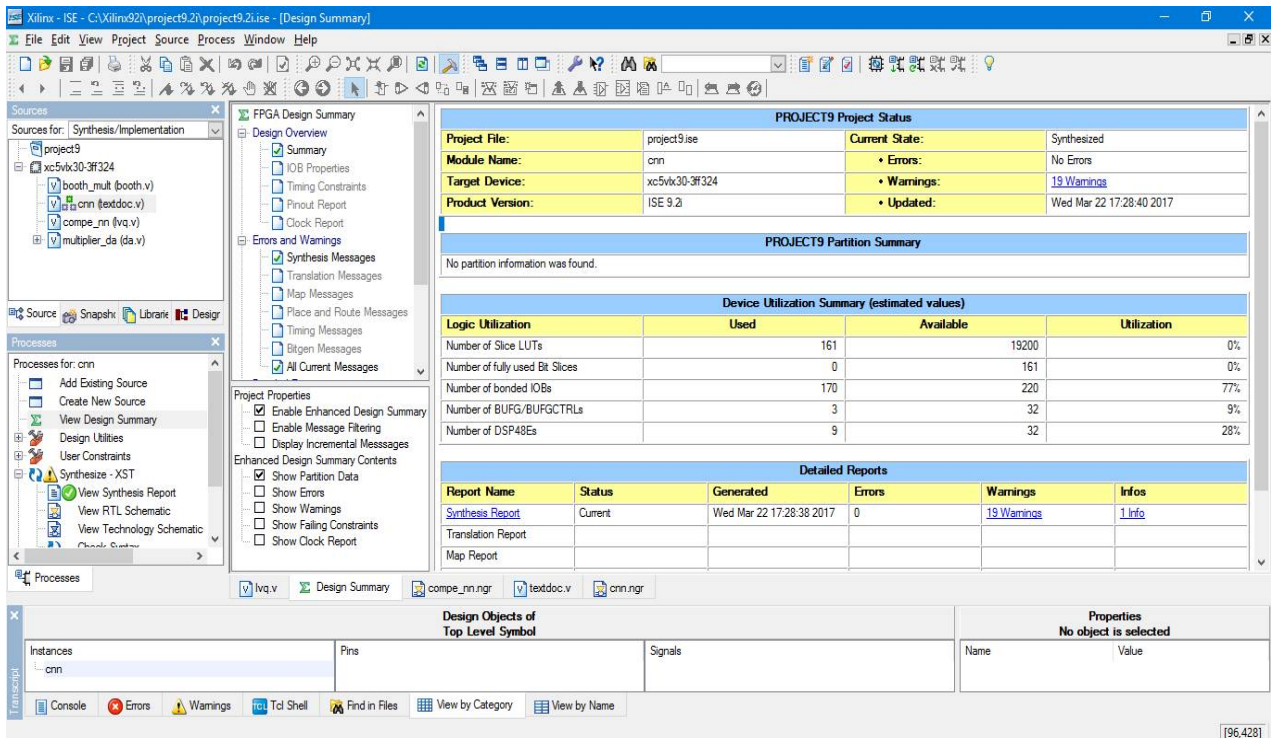 Xilinx - ISE - C:\Xilinx92i\project9.2i\project9.2i.ise - [Design Summary]
File Edit View Project Source Process Window Help
Sources
Sources for: Synthesis/Implementation
project9
xc5vlx30-3ff324
booth_mult (booth.v)
cnn (textdoc.v)
compe_nn (lvq.v)
multiplier_da (da.v)
Source Snapshc Librarie Desigr
Processes
Processes for: cnn
Add Existing Source
Create New Source
View Design Summary
Design Utilities
User Constraints
Synthesize - XST
View Synthesis Report
View RTL Schematic
View Technology Schematic
Check Syntax
Processes
FPGA Design Summary
Design Overview
Summary
IOB Properties
Timing Constraints
Pinout Report
Clock Report
Errors and Warnings
Synthesis Messages
Translation Messages
Map Messages
Place and Route Messages
Timing Messages
Bitgen Messages
All Current Messages
Project Properties
Enable Enhanced Design Summary
Enable Message Filtering
Display Incremental Messsages
Enhanced Design Summary Contents
Show Partition Data
Show Errors
Show Warnings
Show Failing Constraints
Show Clock Report
PROJECT9 Project Status
Project File: project9.ise Current State: Synthesized
Module Name: cnn • Errors: No Errors
Target Device: xc5vlx30-3ff324 • Warnings: 19 Warnings
Product Version: ISE 9.2i • Updated: Wed Mar 22 17:28:40 2017
PROJECT9 Partition Summary
No partition information was found.
Device Utilization Summary (estimated values)
Logic Utilization Used Available Utilization
Number of Slice LUTs 161 19200 0%
Number of fully used Bit Slices 0 161 0%
Number of bonded IOBs 170 220 77%
Number of BUFG/BUFGCTRLs 3 32 9%
Number of DSP48Es 9 32 28%
Detailed Reports
Report Name Status Generated Errors Warnings Infos
Synthesis Report Current Wed Mar 22 17:28:38 2017 0 19 Warnings 1 Info
Translation Report
Map Report
lvq.v Design Summary compe_nn.ngr textdoc.v cnn.ngr
Transcript
Design Objects of
Top Level Symbol
Properties
No object is selected
Instances Pins Signals Name Value
cnn
Console Errors Warnings Tcl Shell Find in Files View by Category View by Name
[96,428]